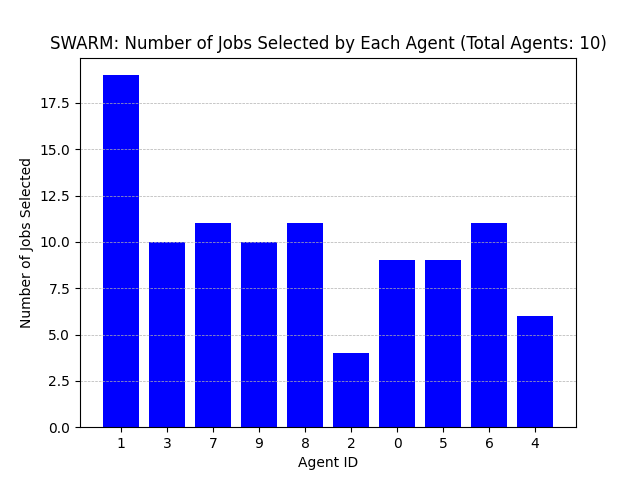 SWARM: Number of Jobs Selected by Each Agent (Total Agents: 10)
17.5
15.0
12.5
10.0
7.5
5.0
2.5
0.0
Number of Jobs Selected
1 3 7 9 8 2 0 5 6 4
Agent ID